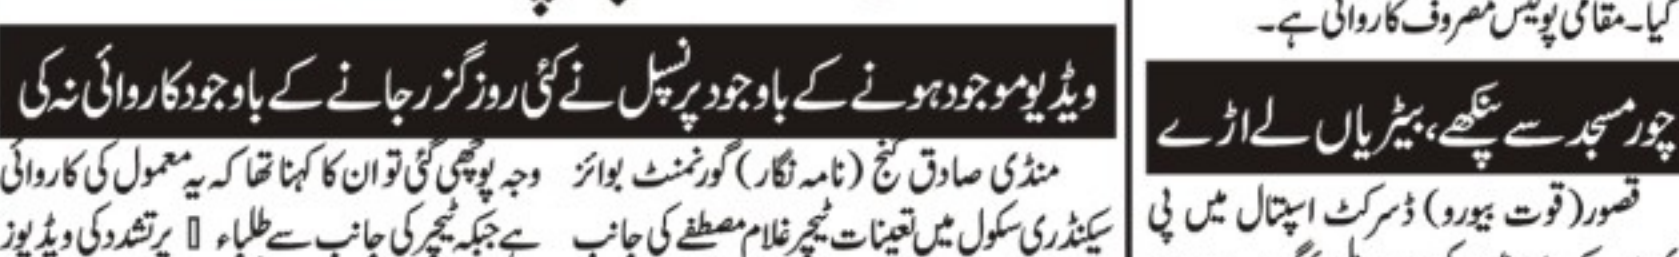 گیا۔ مقامی پولیس مصروف کارروائی ہے۔
چور مسجد سے پنکھے، بیٹریاں لے اڑے
قصور (قوت بیورو) ڈسرکٹ اسپتال میں پی
ویڈیو موجود ہونے کے باوجود پرنسپل نے کئی روز گزر جانے کے باوجود کاروائی نہ کی
منڈی صادق گنج (نامہ نگار) گورنمنٹ بوائز
سیکنڈری سکول میں تعینات ٹیچر غلام مصطفے کی جانب
وجہ پوچھی گئی تو ان کا کہنا تھا کہ یہ معمول کی کاروائی
ہے جبکہ ٹیچر کی جانب سے طلباء پر تشدد کی ویڈیوز